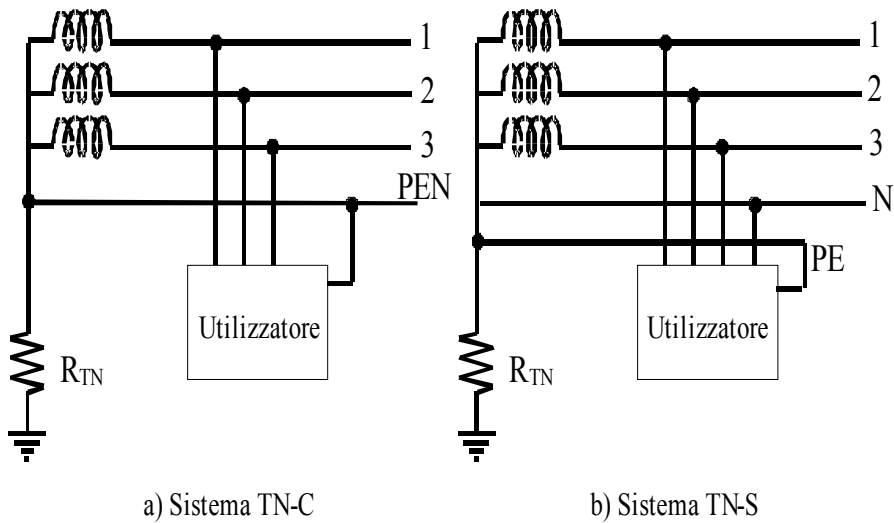 1
2
3
PEN
Utilizzatore
RTN
a) Sistema TN-C
1
2
3
N
PE
Utilizzatore
RTN
b) Sistema TN-S